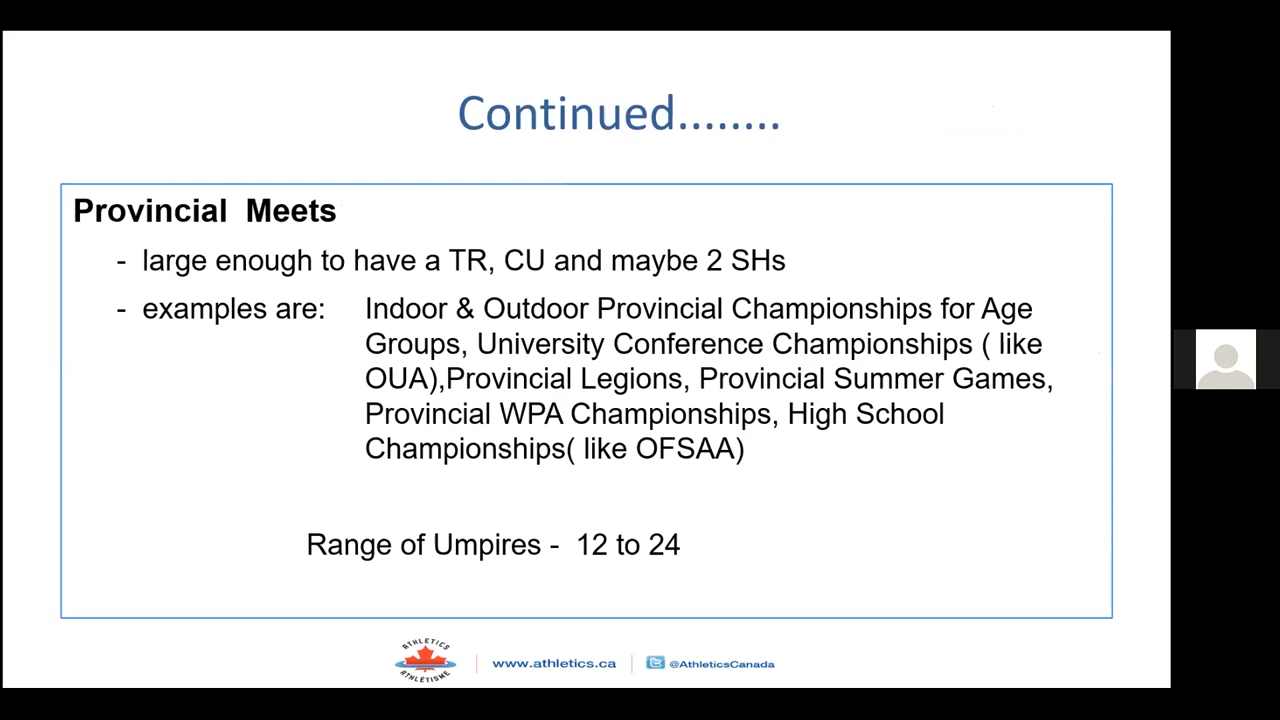 Continued........
Provincial Meets
- large enough to have a TR, CU and maybe 2 SHs
- examples are: Indoor & Outdoor Provincial Championships for Age
Groups, University Conference Championships ( like
OUA),Provincial Legions, Provincial Summer Games,
Provincial WPA Championships, High School
Championships( like OFSAA)
Range of Umpires - 12 to 24
ATHLETICS
ATHLÉTISME
www.athletics.ca
@AthleticsCanada